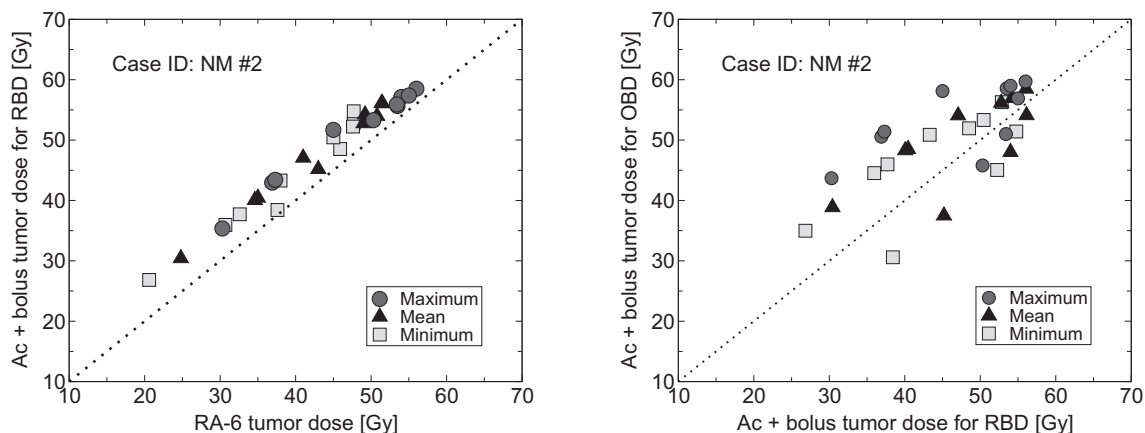 70
60
50
40
30
20
10
Ac + bolus tumor dose for RBD [Gy]
Case ID: NM #2
Maximum
Mean
Minimum
10 20 30 40 50 60 70
RA-6 tumor dose [Gy]
70
60
50
40
30
20
10
Ac + bolus tumor dose for OBD [Gy]
Case ID: NM #2
Maximum
Mean
Minimum
10 20 30 40 50 60 70
Ac + bolus tumor dose for RBD [Gy]